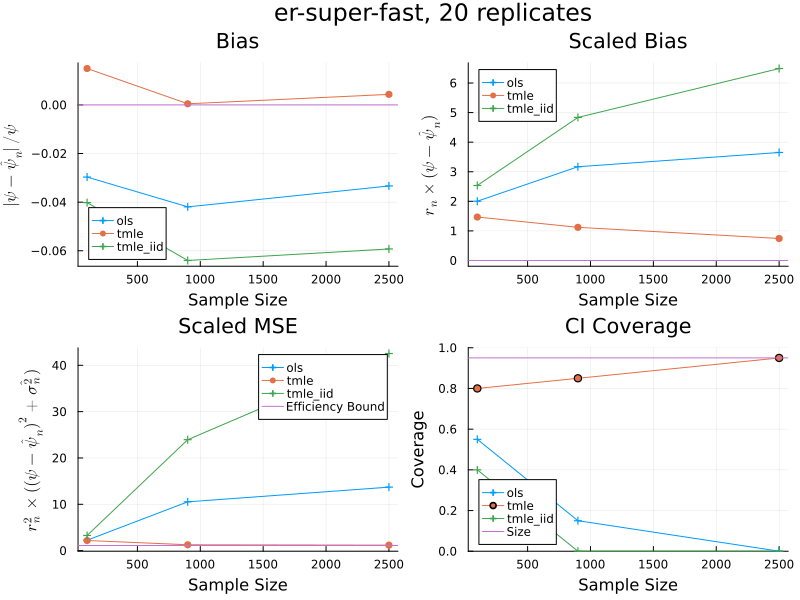 er-super-fast, 20 replicates
Bias
|ψ − ψ̂ₙ| / ψ
0.00
−0.02
−0.04
−0.06
ols
tmle
tmle_iid
500 1000 1500 2000 2500
Sample Size
Scaled Bias
rₙ × (ψ − ψ̂ₙ)
6
5
4
3
2
1
0
ols
tmle
tmle_iid
500 1000 1500 2000 2500
Sample Size
Scaled MSE
rₙ² × ((ψ − ψ̂ₙ)² + σ̂ₙ²)
40
30
20
10
0
ols
tmle
tmle_iid
Efficiency Bound
500 1000 1500 2000 2500
Sample Size
CI Coverage
Coverage
1.0
0.8
0.6
0.4
0.2
0.0
ols
tmle
tmle_iid
Size
500 1000 1500 2000 2500
Sample Size